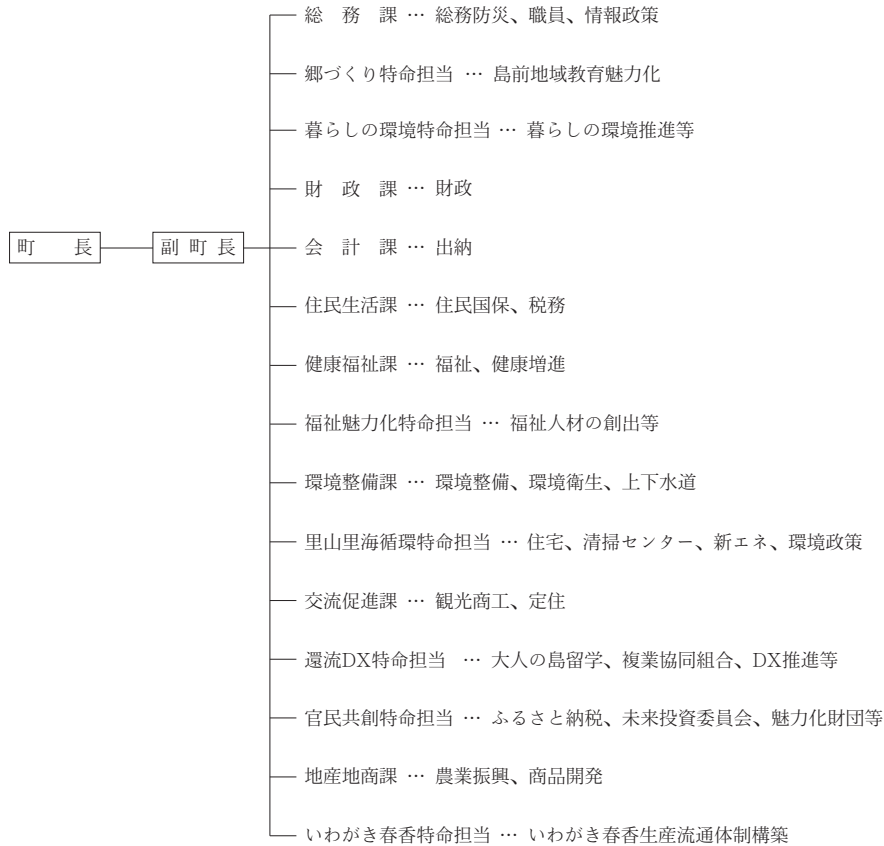 総務課 … 総務防災、職員、情報政策
郷づくり特命担当 … 島前地域教育魅力化
暮らしの環境特命担当 … 暮らしの環境推進等
財政課 … 財政
町長
副町長
会計課 … 出納
住民生活課 … 住民国保、税務
健康福祉課 … 福祉、健康増進
福祉魅力化特命担当 … 福祉人材の創出等
環境整備課 … 環境整備、環境衛生、上下水道
里山里海循環特命担当 … 住宅、清掃センター、新エネ、環境政策
交流促進課 … 観光商工、定住
還流DX特命担当 … 大人の島留学、複業協同組合、DX推進等
官民共創特命担当 … ふるさと納税、未来投資委員会、魅力化財団等
地産地商課 … 農業振興、商品開発
いわがき春香特命担当 … いわがき春香生産流通体制構築